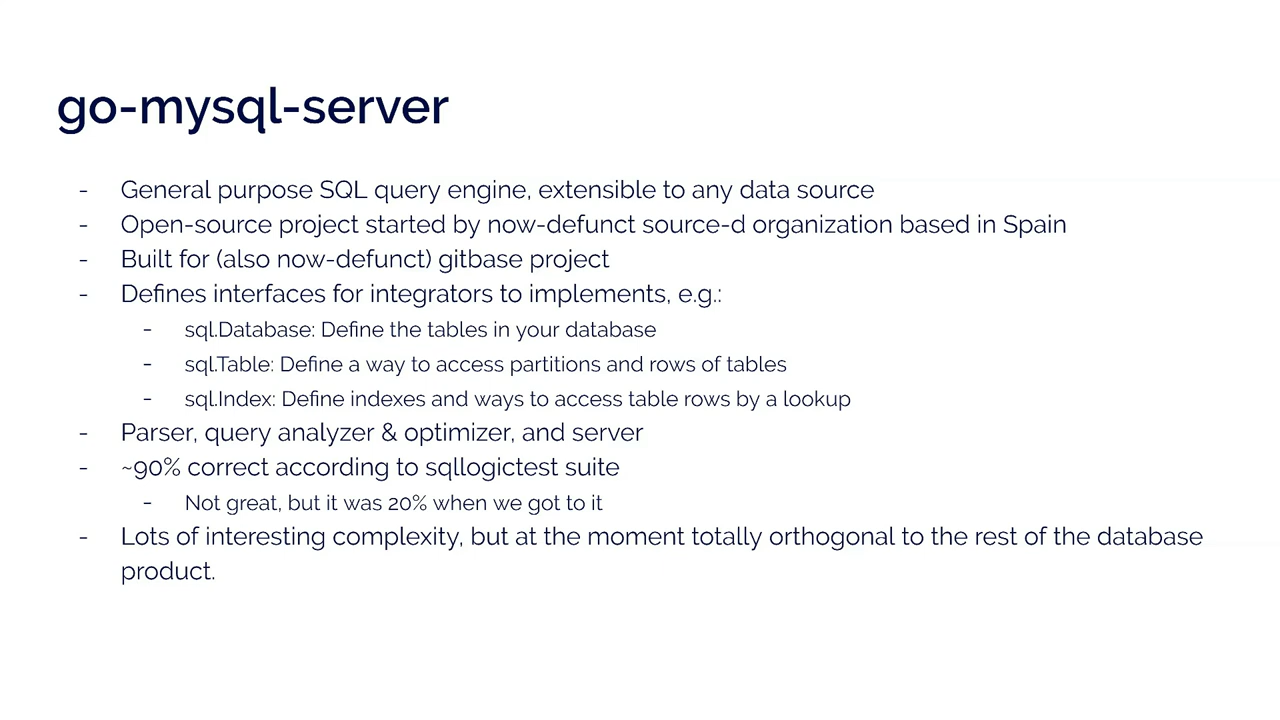 go-mysql-server
- General purpose SQL query engine, extensible to any data source
- Open-source project started by now-defunct source-d organization based in Spain
- Built for (also now-defunct) gitbase project
- Defines interfaces for integrators to implements, e.g.:
- sql.Database: Define the tables in your database
- sql.Table: Define a way to access partitions and rows of tables
- sql.Index: Define indexes and ways to access table rows by a lookup
- Parser, query analyzer & optimizer, and server
- ~90% correct according to sqllogictest suite
- Not great, but it was 20% when we got to it
- Lots of interesting complexity, but at the moment totally orthogonal to the rest of the database
product.